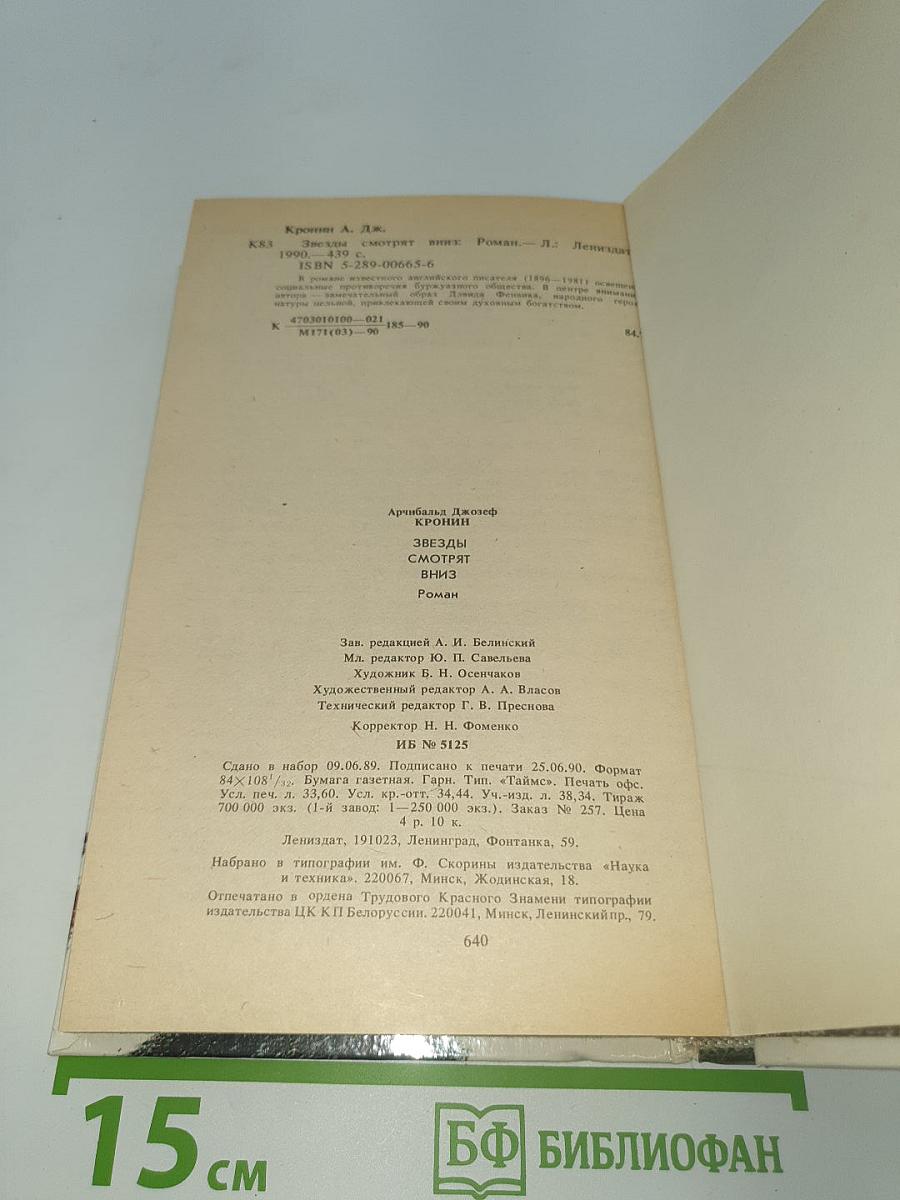 Кронин А. Дж.
К83 Звезды смотрят вниз: Роман.— Л.: Лениздат
1990.—439 с.
ISBN 5-289-00665-6
В романе известного английского писателя (1896—1981) освещен
социальные противоречия буржуазного общества. В центре вниман
автора — замечательный образ Дэвида Фенвика, народного геро
натуры цельной, привлекающей своим духовным богатством.
К 4703010100—021
М171(03)—90 185—90
84.
Арчибальд Джозеф
КРОНИН
ЗВЕЗДЫ
СМОТРЯТ
ВНИЗ
Роман
Зав. редакцией А. И. Белинский
Мл. редактор Ю. П. Савельева
Художник Б. Н. Осенчаков
Художественный редактор А. А. Власов
Технический редактор Г. В. Преснова
Корректор Н. Н. Фоменко
ИБ № 5125
Сдано в набор 09.06.89. Подписано к печати 25.06.90. Формат
84×108¹/₃₂. Бумага газетная. Гарн. Тип. «Таймс». Печать офс.
Усл. печ. л. 33,60. Усл. кр.-отт. 34,44. Уч.-изд. л. 38,34. Тираж
700 000 экз. (1-й завод: 1—250 000 экз.). Заказ № 257. Цена
4 р. 10 к.
Лениздат, 191023, Ленинград, Фонтанка, 59.
Набрано в типографии им. Ф. Скорины издательства «Наука
и техника». 220067, Минск, Жодинская, 18.
Отпечатано в ордена Трудового Красного Знамени типографии
издательства ЦК КП Белоруссии. 220041, Минск, Ленинский пр., 79.
640
15 см
БФ БИБЛИОФАН